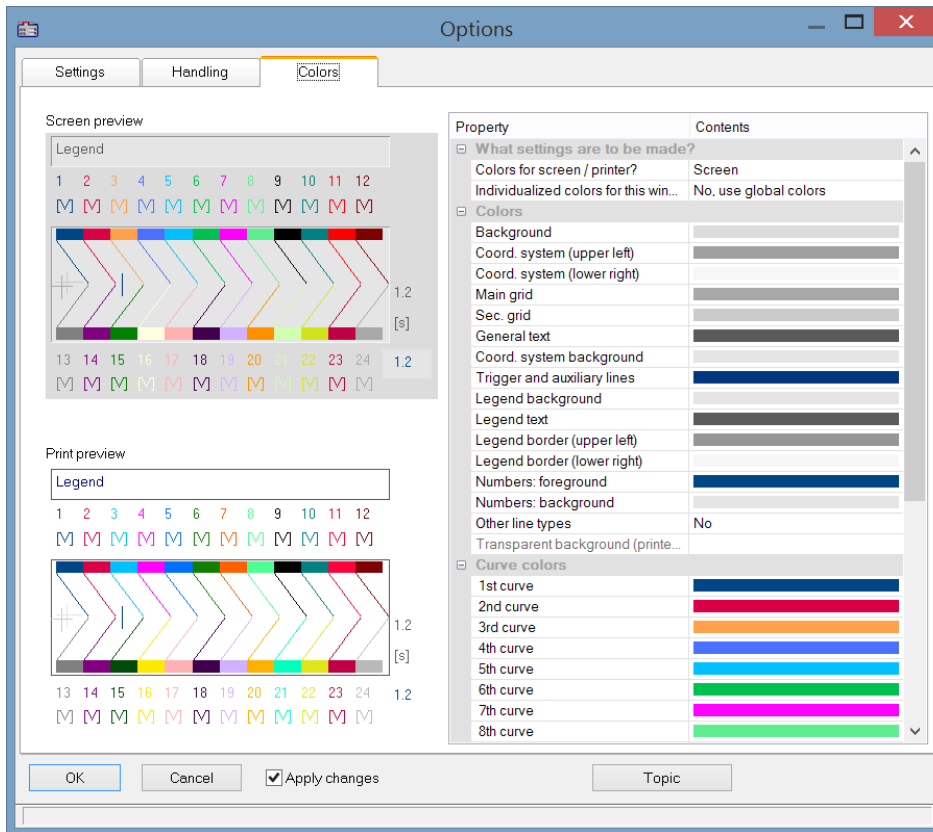 Options
Settings Handling Colors
Screen preview
Legend
1 2 3 4 5 6 7 8 9 10 11 12
[V] [V] [V] [V] [V] [V] [V] [V] [V] [V] [V] [V]
1.2
[s]
13 14 15 16 17 18 19 20 21 22 23 24 1.2
[V] [V] [V] [V] [V] [V] [V] [V] [V] [V] [V] [V]
Print preview
Legend
1 2 3 4 5 6 7 8 9 10 11 12
[V] [V] [V] [V] [V] [V] [V] [V] [V] [V] [V] [V]
1.2
[s]
13 14 15 16 17 18 19 20 21 22 23 24 1.2
[V] [V] [V] [V] [V] [V] [V] [V] [V] [V] [V] [V]
Property Contents
What settings are to be made?
Colors for screen / printer? Screen
Individualized colors for this win... No, use global colors
Colors
Background
Coord. system (upper left)
Coord. system (lower right)
Main grid
Sec. grid
General text
Coord. system background
Trigger and auxiliary lines
Legend background
Legend text
Legend border (upper left)
Legend border (lower right)
Numbers: foreground
Numbers: background
Other line types No
Transparent background (printe...
Curve colors
1st curve
2nd curve
3rd curve
4th curve
5th curve
6th curve
7th curve
8th curve
OK Cancel Apply changes Topic